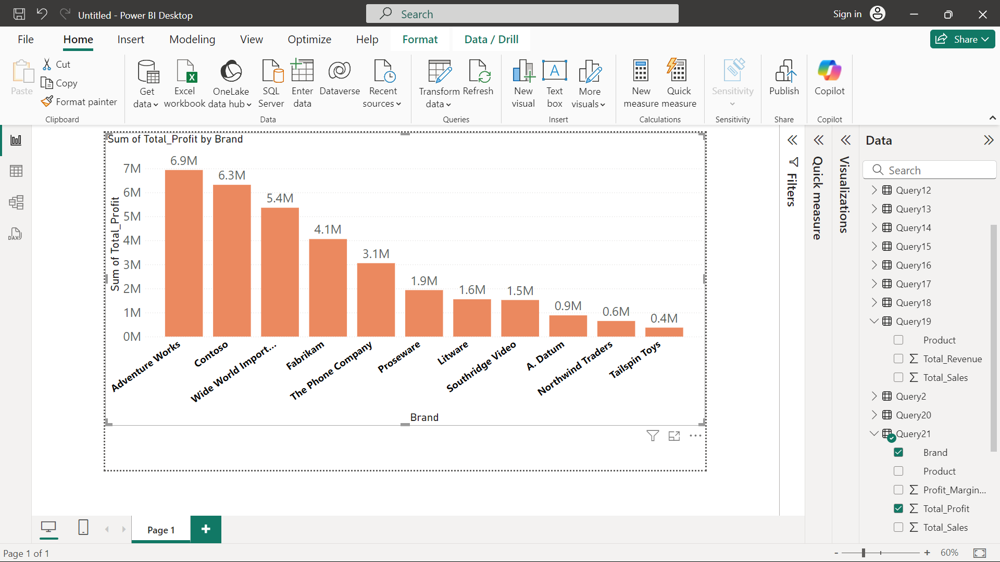 Untitled - Power BI Desktop
Search
Sign in
File
Home
Insert
Modeling
View
Optimize
Help
Format
Data / Drill
Share
Paste
Cut
Copy
Format painter
Clipboard
Get data
Excel workbook
OneLake data hub
SQL Server
Enter data
Dataverse
Recent sources
Data
Transform data
Refresh
Queries
New visual
Text box
More visuals
Insert
New measure
Quick measure
Calculations
Sensitivity
Sensitivity
Publish
Share
Copilot
Copilot
DAX
Sum of Total_Profit by Brand
Sum of Total_Profit
7M
6M
5M
4M
3M
2M
1M
0M
6.9M
6.3M
5.4M
4.1M
3.1M
1.9M
1.6M
1.5M
0.9M
0.6M
0.4M
Adventure Works
Contoso
Wide World Import...
Fabrikam
The Phone Company
Proseware
Litware
Southridge Video
A. Datum
Northwind Traders
Tailspin Toys
Brand
Filters
Quick measure
Visualizations
Data
Search
Query12
Query13
Query14
Query15
Query16
Query17
Query18
Query19
Product
Total_Revenue
Total_Sales
Query2
Query20
Query21
Brand
Product
Profit_Margin...
Total_Profit
Total_Sales
Page 1
Page 1 of 1
60%